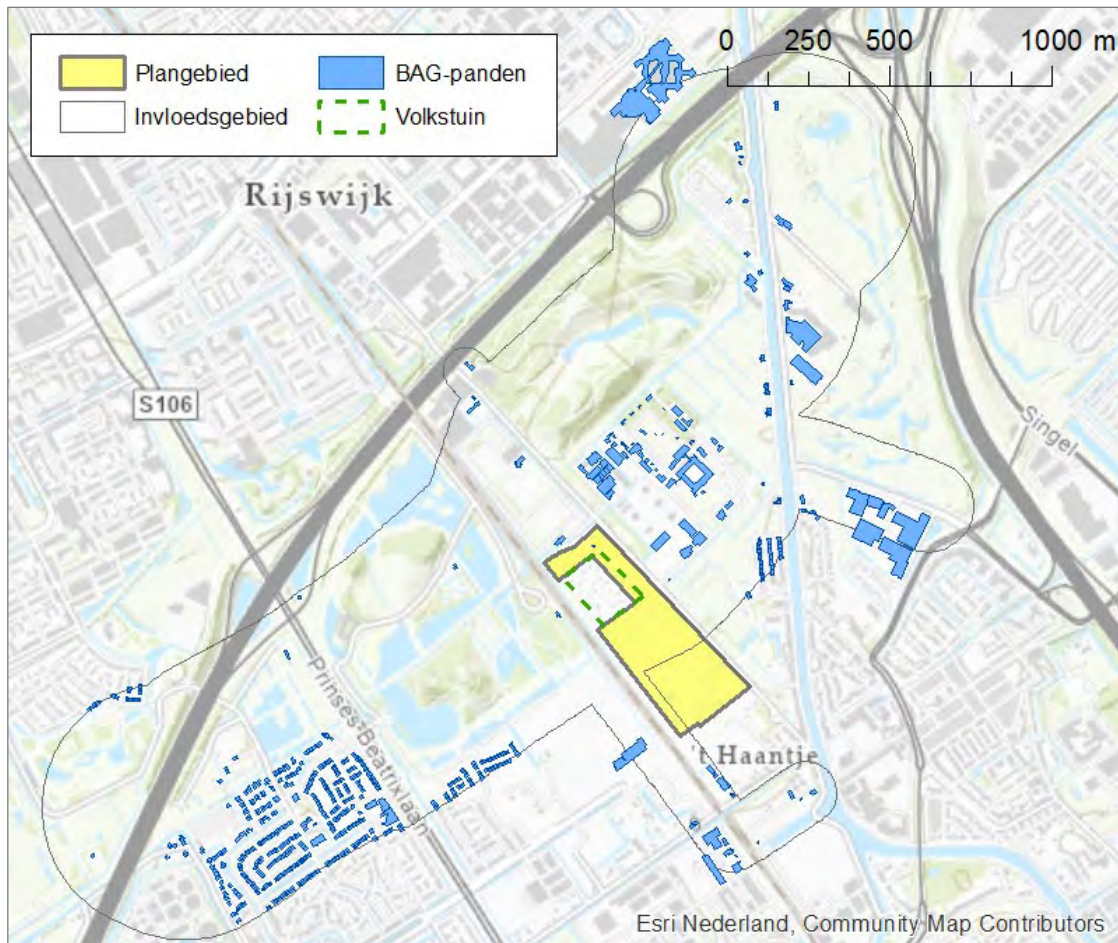 0 250 500 1000 m
Plangebied
BAG-panden
Invloedsgebied
Volkstuin
Rijswijk
S106
Singel
Prinses-Beatrixlaan
't Haantje
Esri Nederland, Community Map Contributors